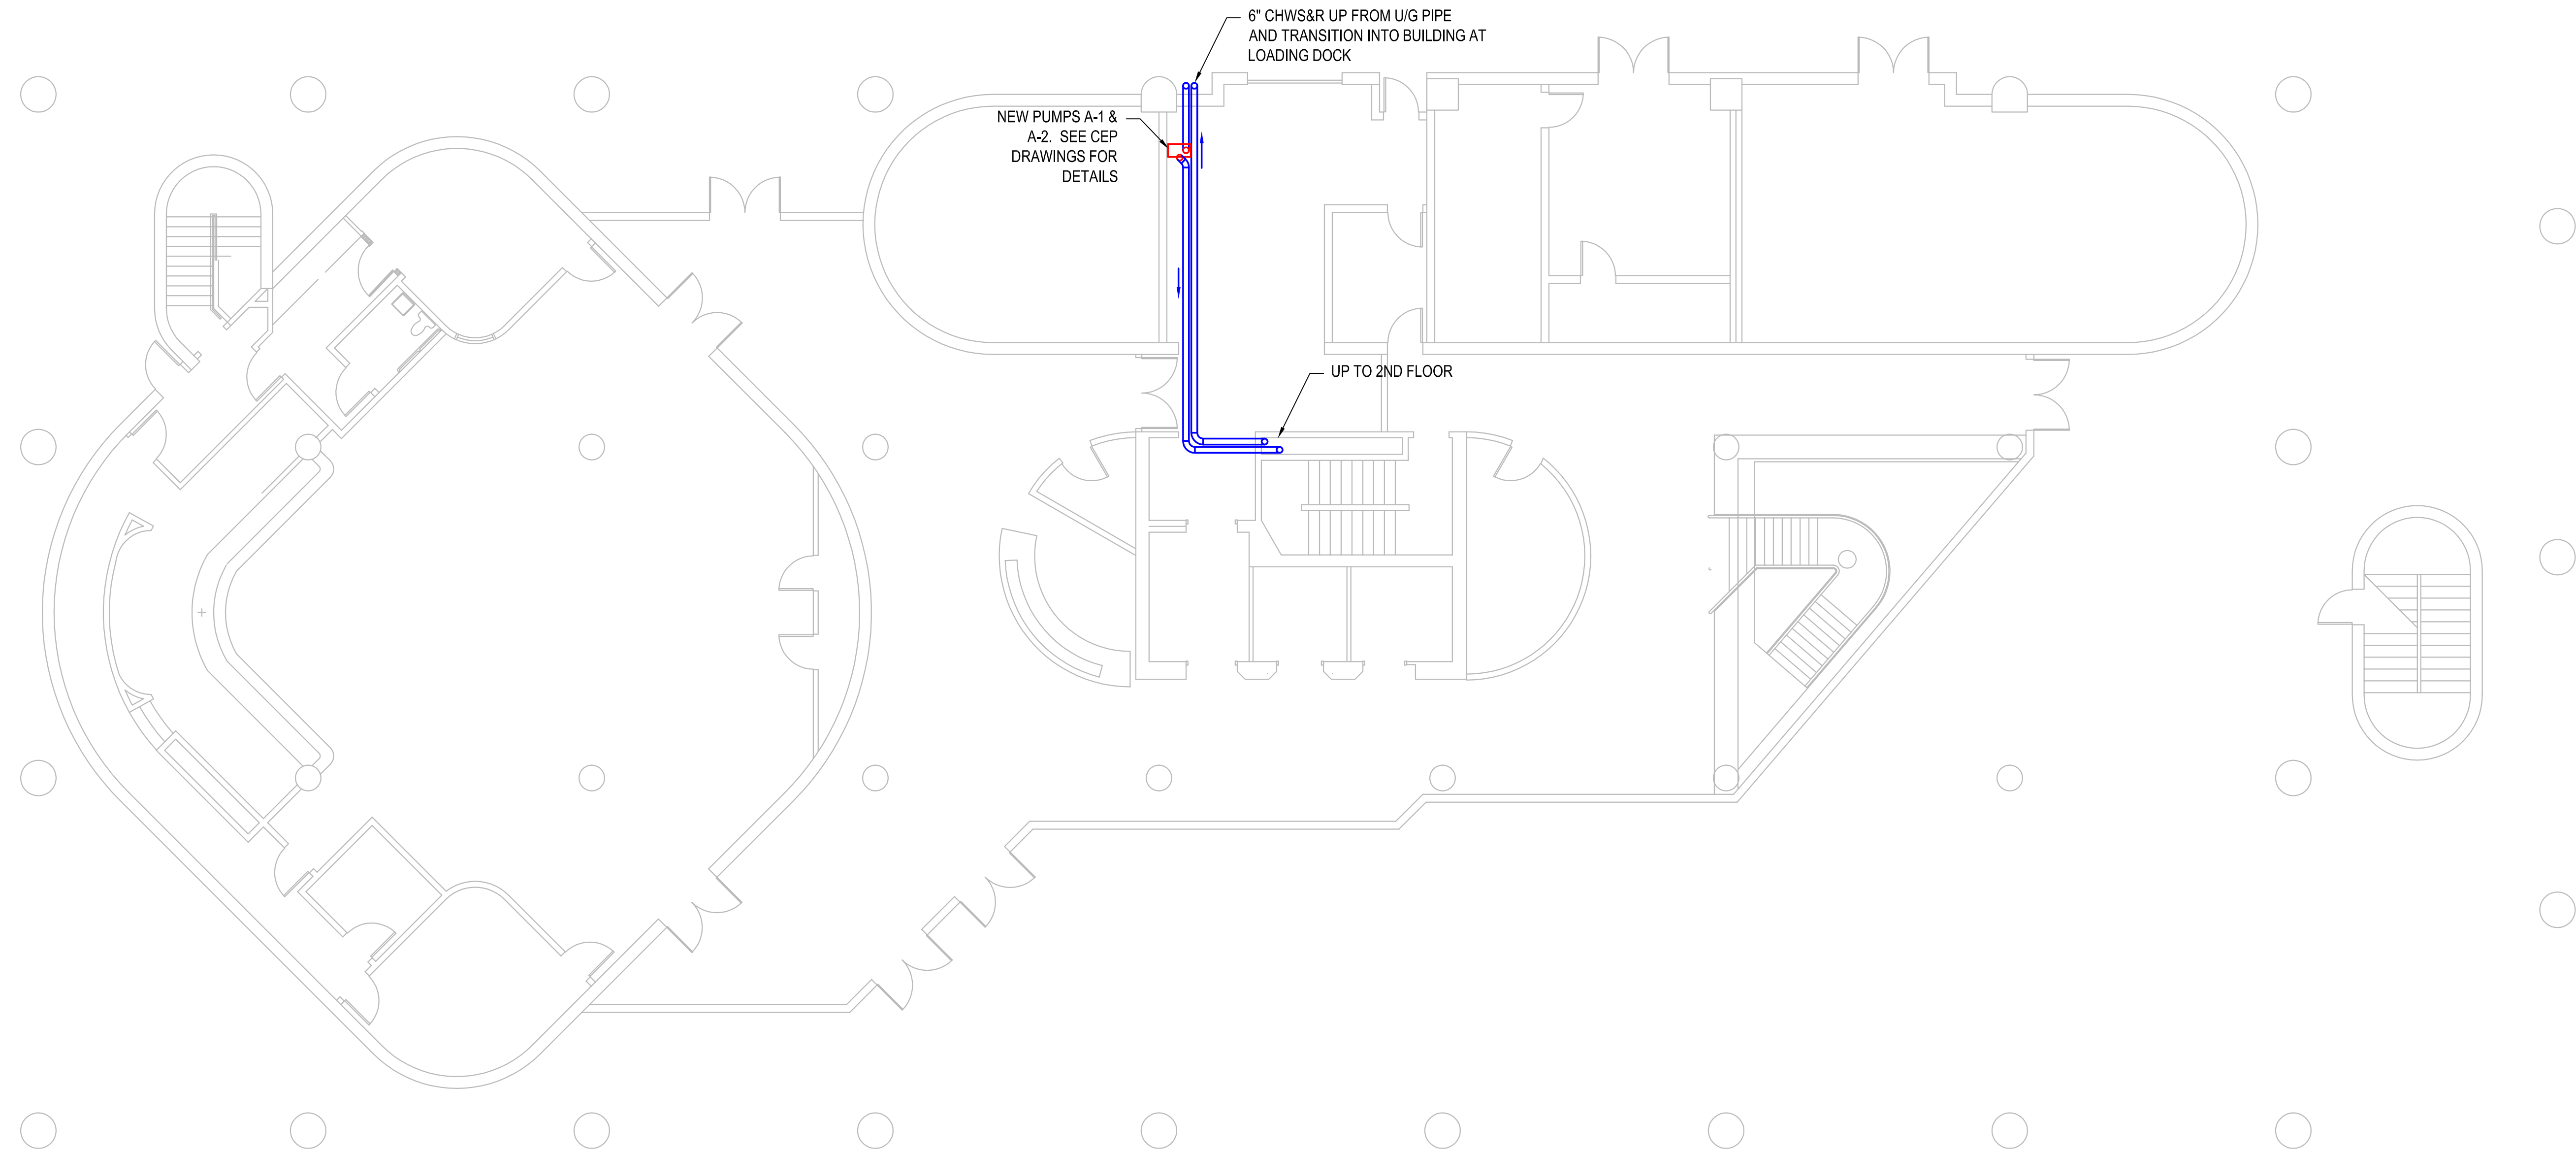 6" CHWS&R UP FROM U/G PIPE
AND TRANSITION INTO BUILDING AT
LOADING DOCK
NEW PUMPS A-1 &
A-2. SEE CEP
DRAWINGS FOR
DETAILS
UP TO 2ND FLOOR